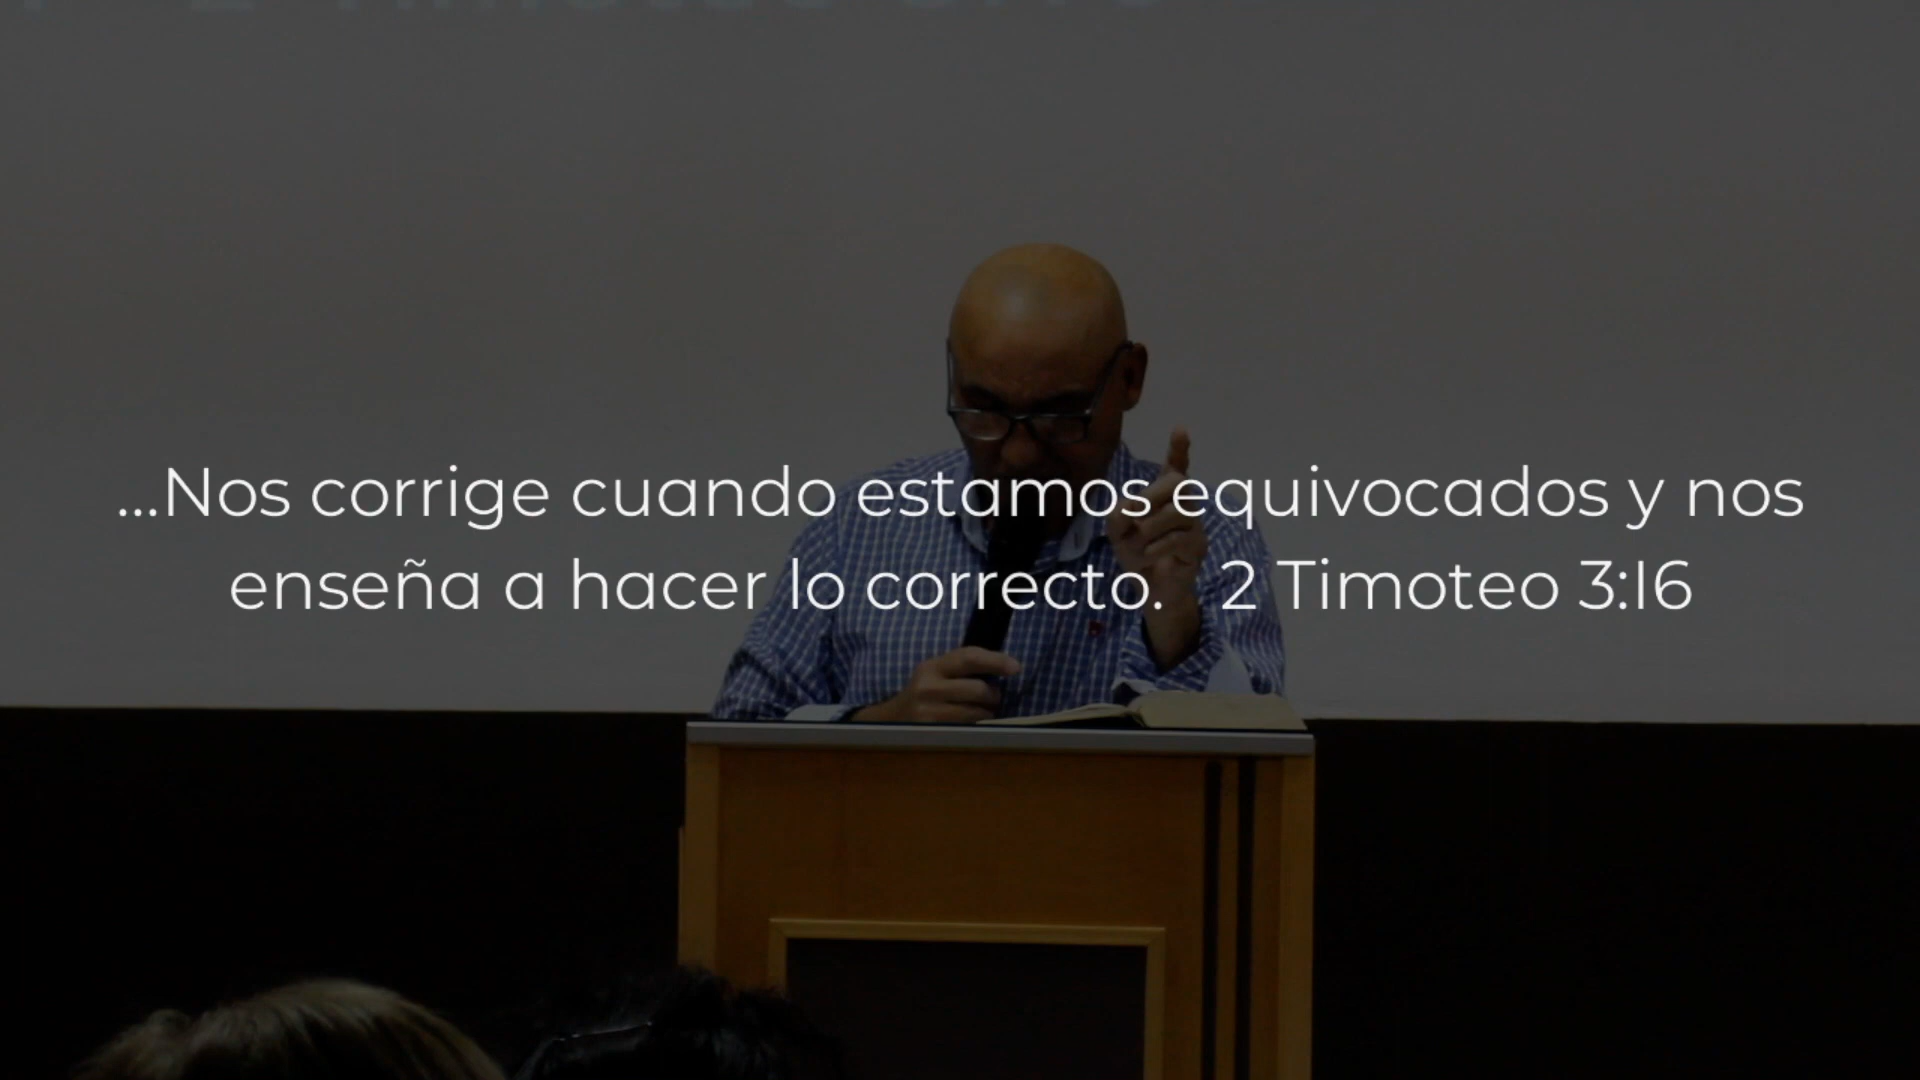 ...Nos corrige cuando estamos equivocados y nos
enseña a hacer lo correcto. 2 Timoteo 3:16